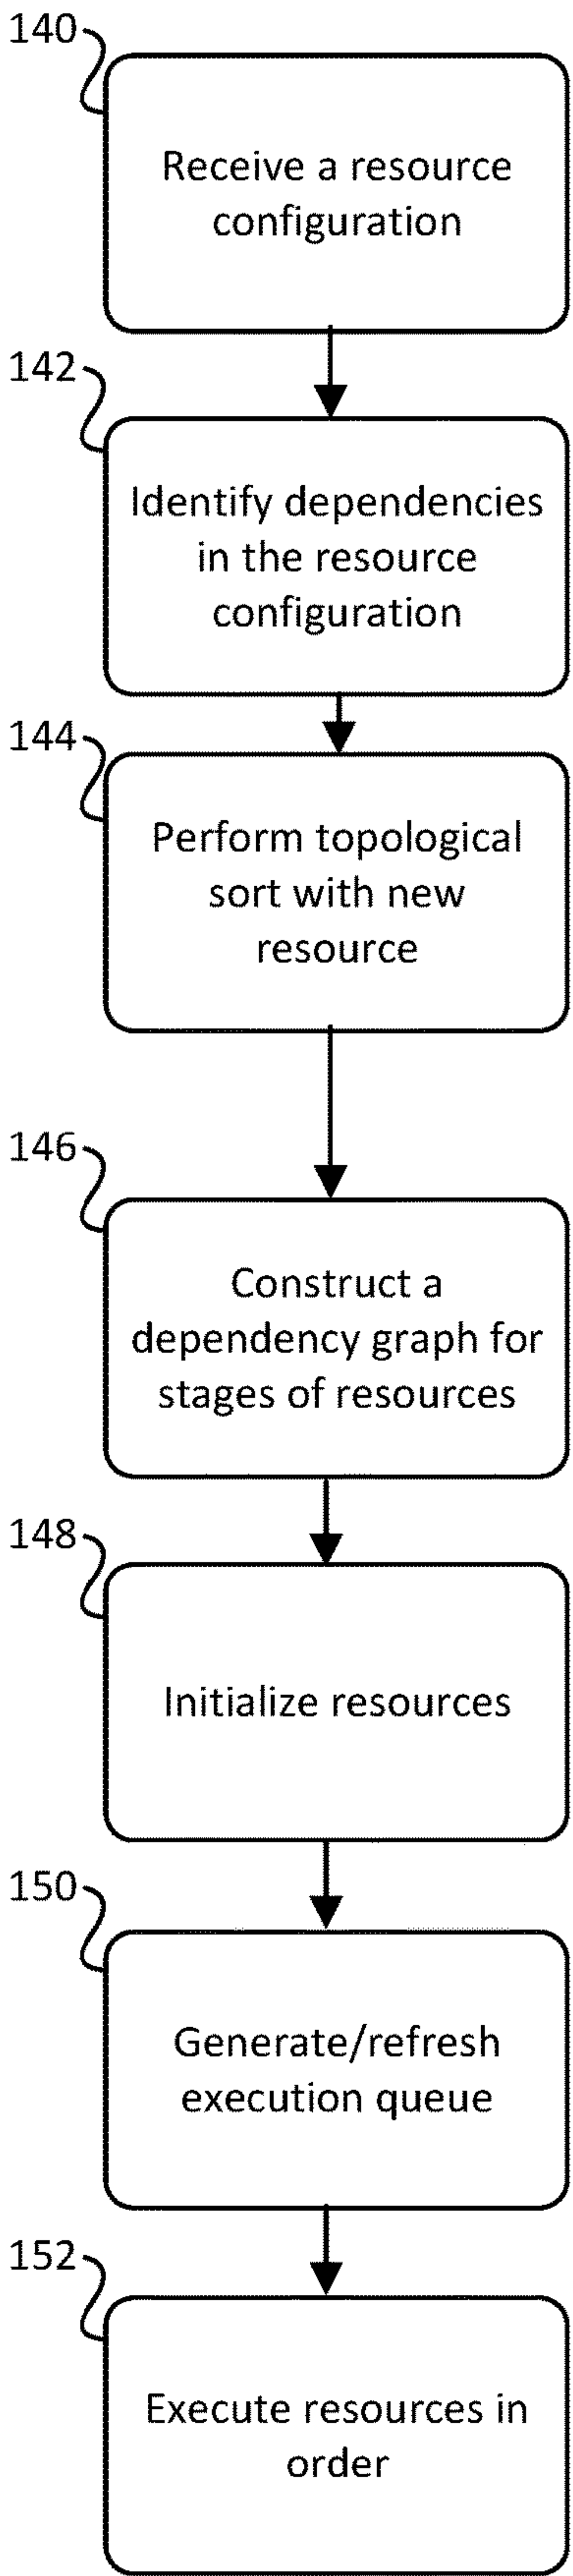 140
Receive a resource
configuration
142
Identify dependencies
in the resource
configuration
144
Perform topological
sort with new
resource
146
Construct a
dependency graph for
stages of resources
148
Initialize resources
150
Generate/refresh
execution queue
152
Execute resources in
order